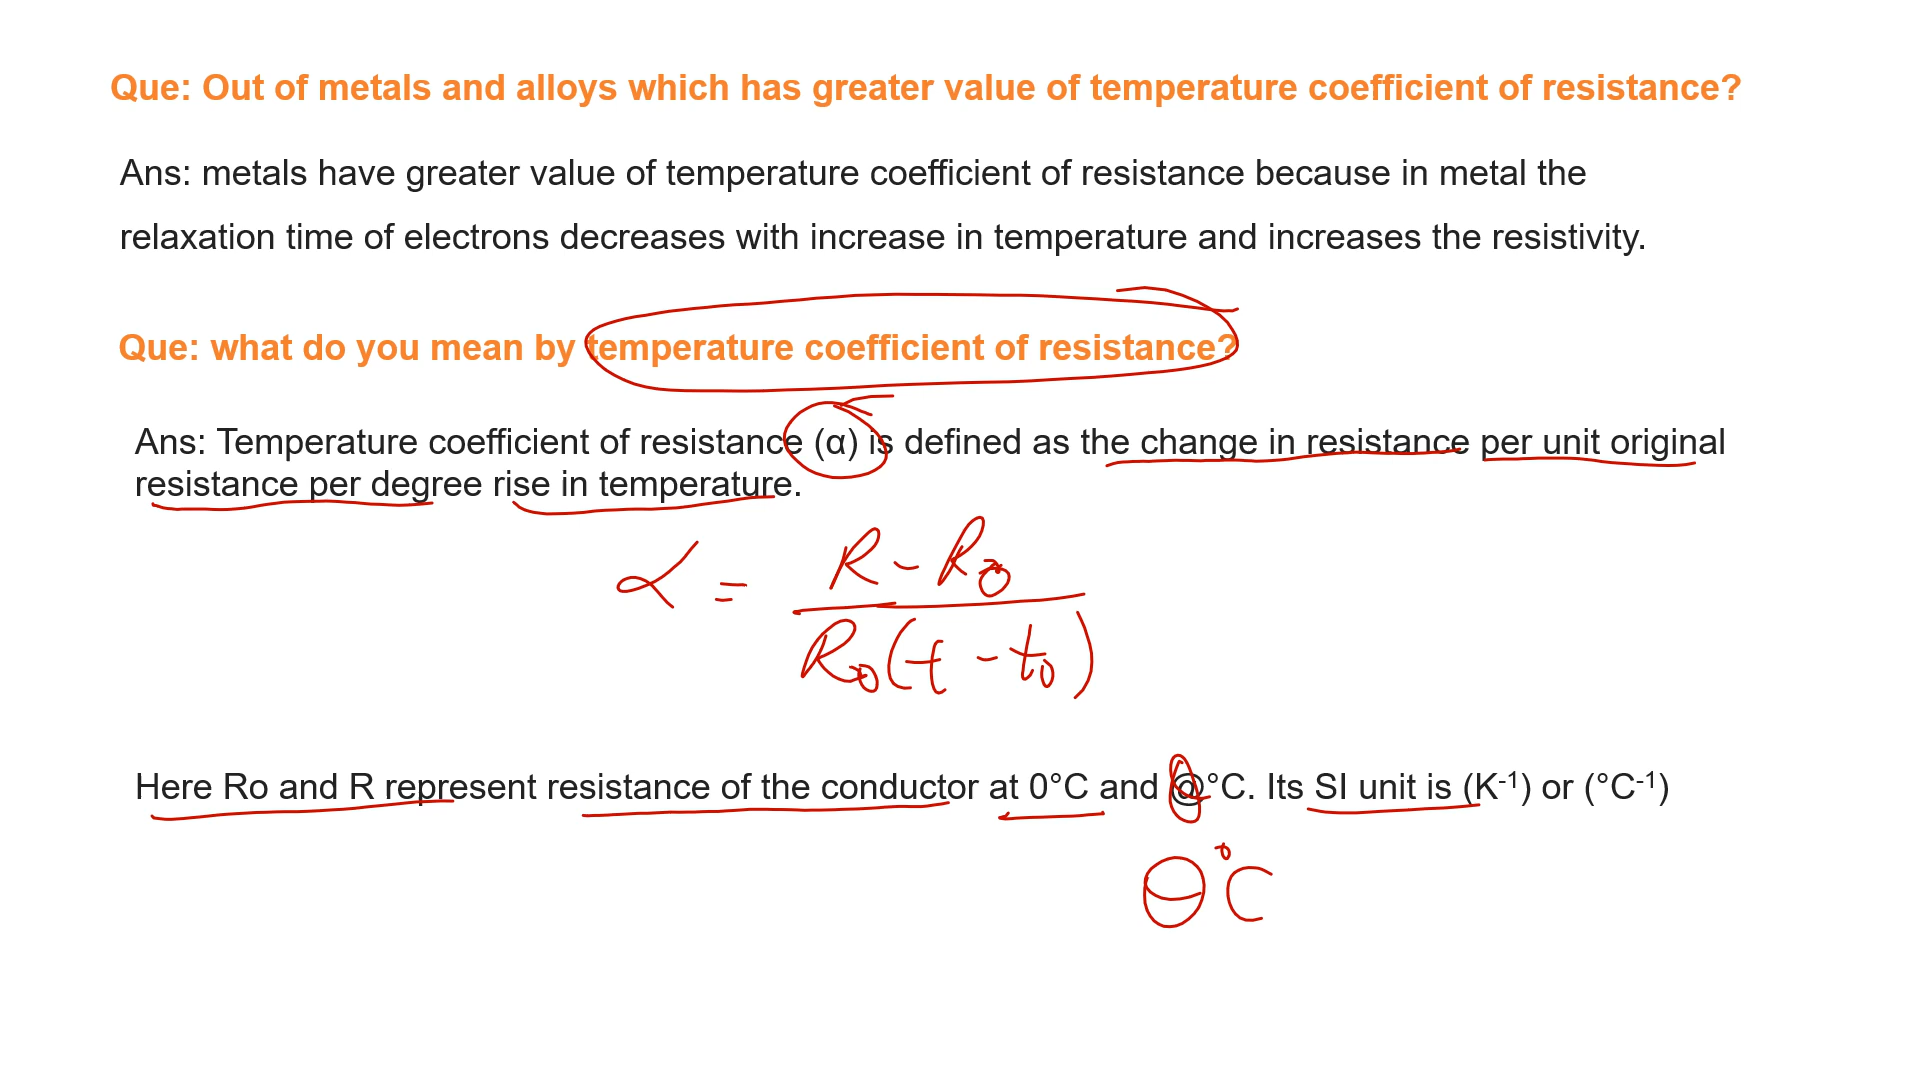 Que: Out of metals and alloys which has greater value of temperature coefficient of resistance?
Ans: metals have greater value of temperature coefficient of resistance because in metal the
relaxation time of electrons decreases with increase in temperature and increases the resistivity.
Que: what do you mean by temperature coefficient of resistance?
Ans: Temperature coefficient of resistance (α) is defined as the change in resistance per unit original
resistance per degree rise in temperature.
α = R - R₀
R₀(t - t₀)
Here Ro and R represent resistance of the conductor at 0°C and @°C. Its SI unit is (K⁻¹) or (°C⁻¹)
θ°C